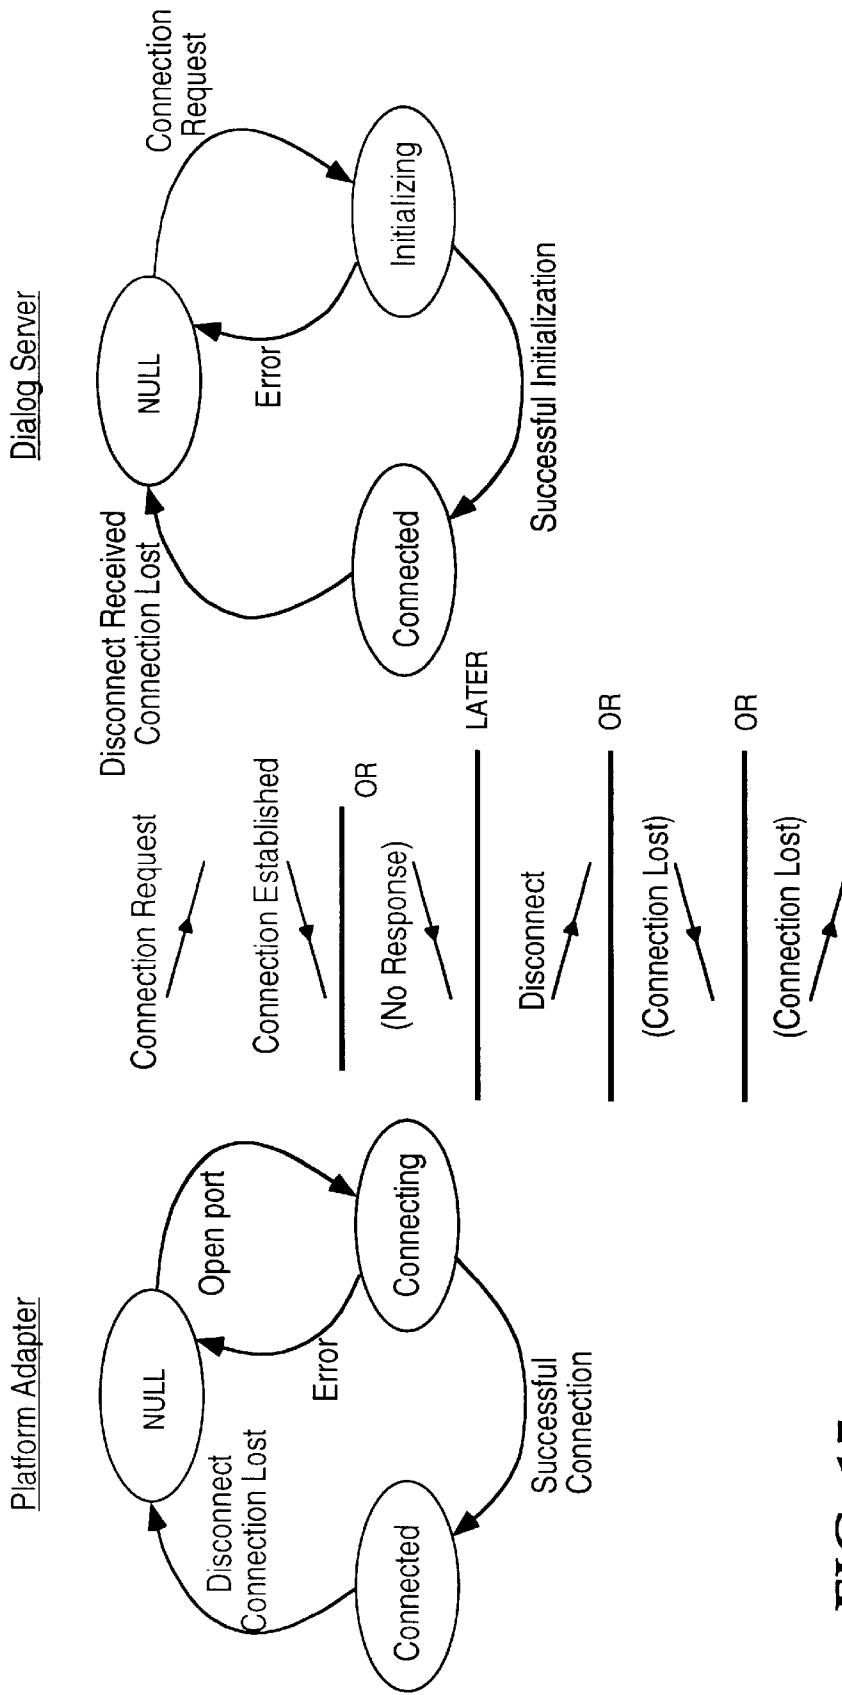 Platform Adapter
NULL
Open port
Disconnect
Connection Lost
Error
Connected
Connecting
Successful
Connection
Connection Request
Connection Established
OR
(No Response)
LATER
Disconnect
OR
(Connection Lost)
OR
(Connection Lost)
Dialog Server
Disconnect Received
Connection Lost
NULL
Connection
Request
Error
Connected
Initializing
Successful Initialization